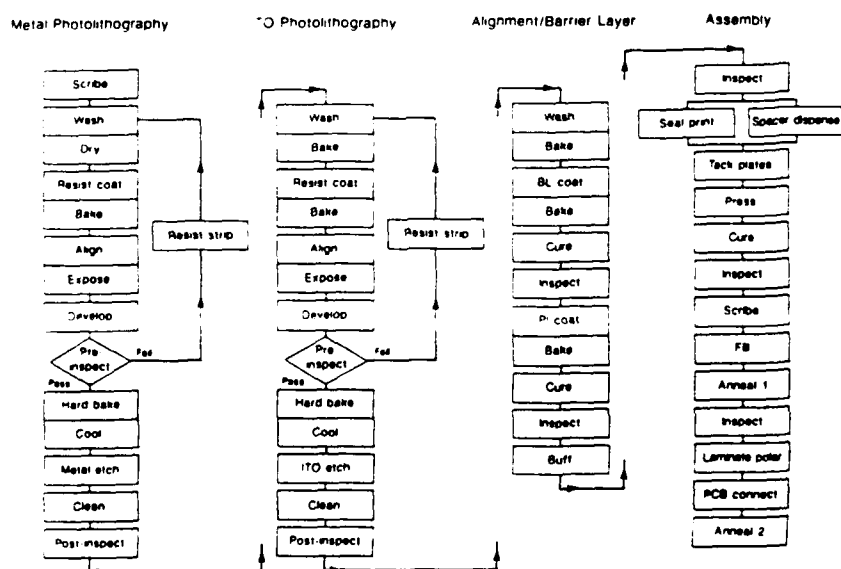 Metal Photolithography
TO Photolithography
Alignment/Barrier Layer
Assembly
Scribe
Wash
Dry
Resist coat
Bake
Align
Expose
Develop
Pre
inspect
Fail
Pass
Resist strip
Hard bake
Cool
Metal etch
Clean
Post-inspect
Wash
Bake
Resist coat
Bake
Align
Expose
Develop
Pre
inspect
Fail
Pass
Resist strip
Hard bake
Cool
ITO etch
Clean
Post-inspect
Wash
Bake
BL coat
Bake
Cure
Inspect
PI coat
Bake
Cure
Inspect
Buff
Inspect
Seal print
Spacer dispense
Tack plates
Press
Cure
Inspect
Scribe
Anneal 1
Inspect
Laminate polar
PCB connect
Anneal 2